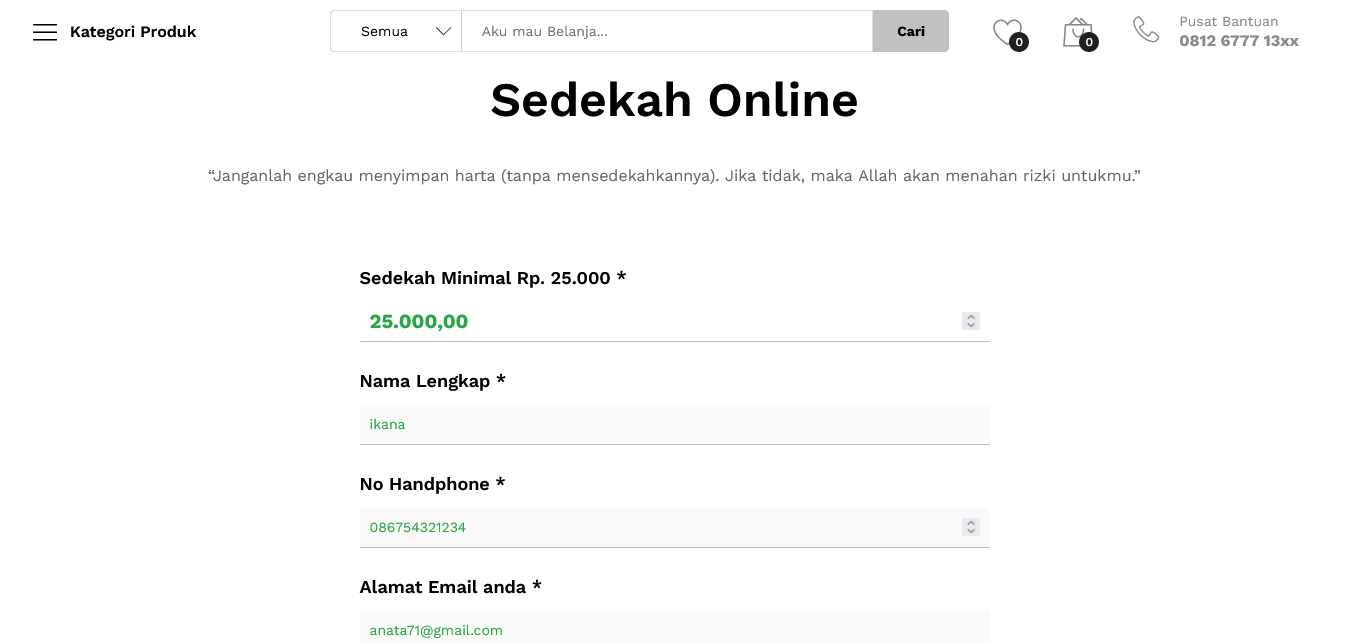 Kategori Produk
Semua
Aku mau Belanja...
Cari
0
0
Pusat Bantuan
0812 6777 13xx
Sedekah Online
“Janganlah engkau menyimpan harta (tanpa mensedekahkannya). Jika tidak, maka Allah akan menahan rizki untukmu.”
Sedekah Minimal Rp. 25.000 *
25.000,00
Nama Lengkap *
ikana
No Handphone *
086754321234
Alamat Email anda *
anata71@gmail.com